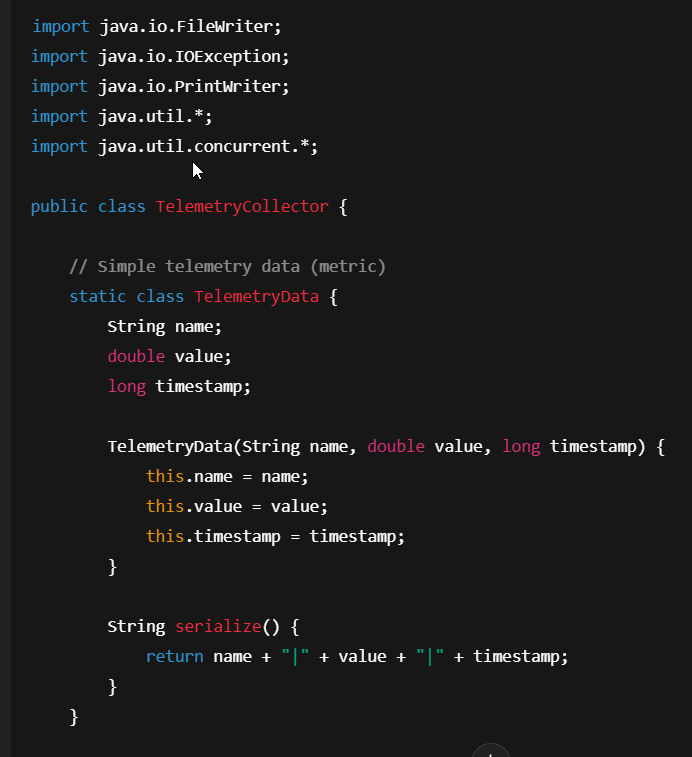 import java.io.FileWriter;
import java.io.IOException;
import java.io.PrintWriter;
import java.util.*;
import java.util.concurrent.*;

public class TelemetryCollector {

    // Simple telemetry data (metric)
    static class TelemetryData {
        String name;
        double value;
        long timestamp;

        TelemetryData(String name, double value, long timestamp) {
            this.name = name;
            this.value = value;
            this.timestamp = timestamp;
        }

        String serialize() {
            return name + "|" + value + "|" + timestamp;
        }
    }